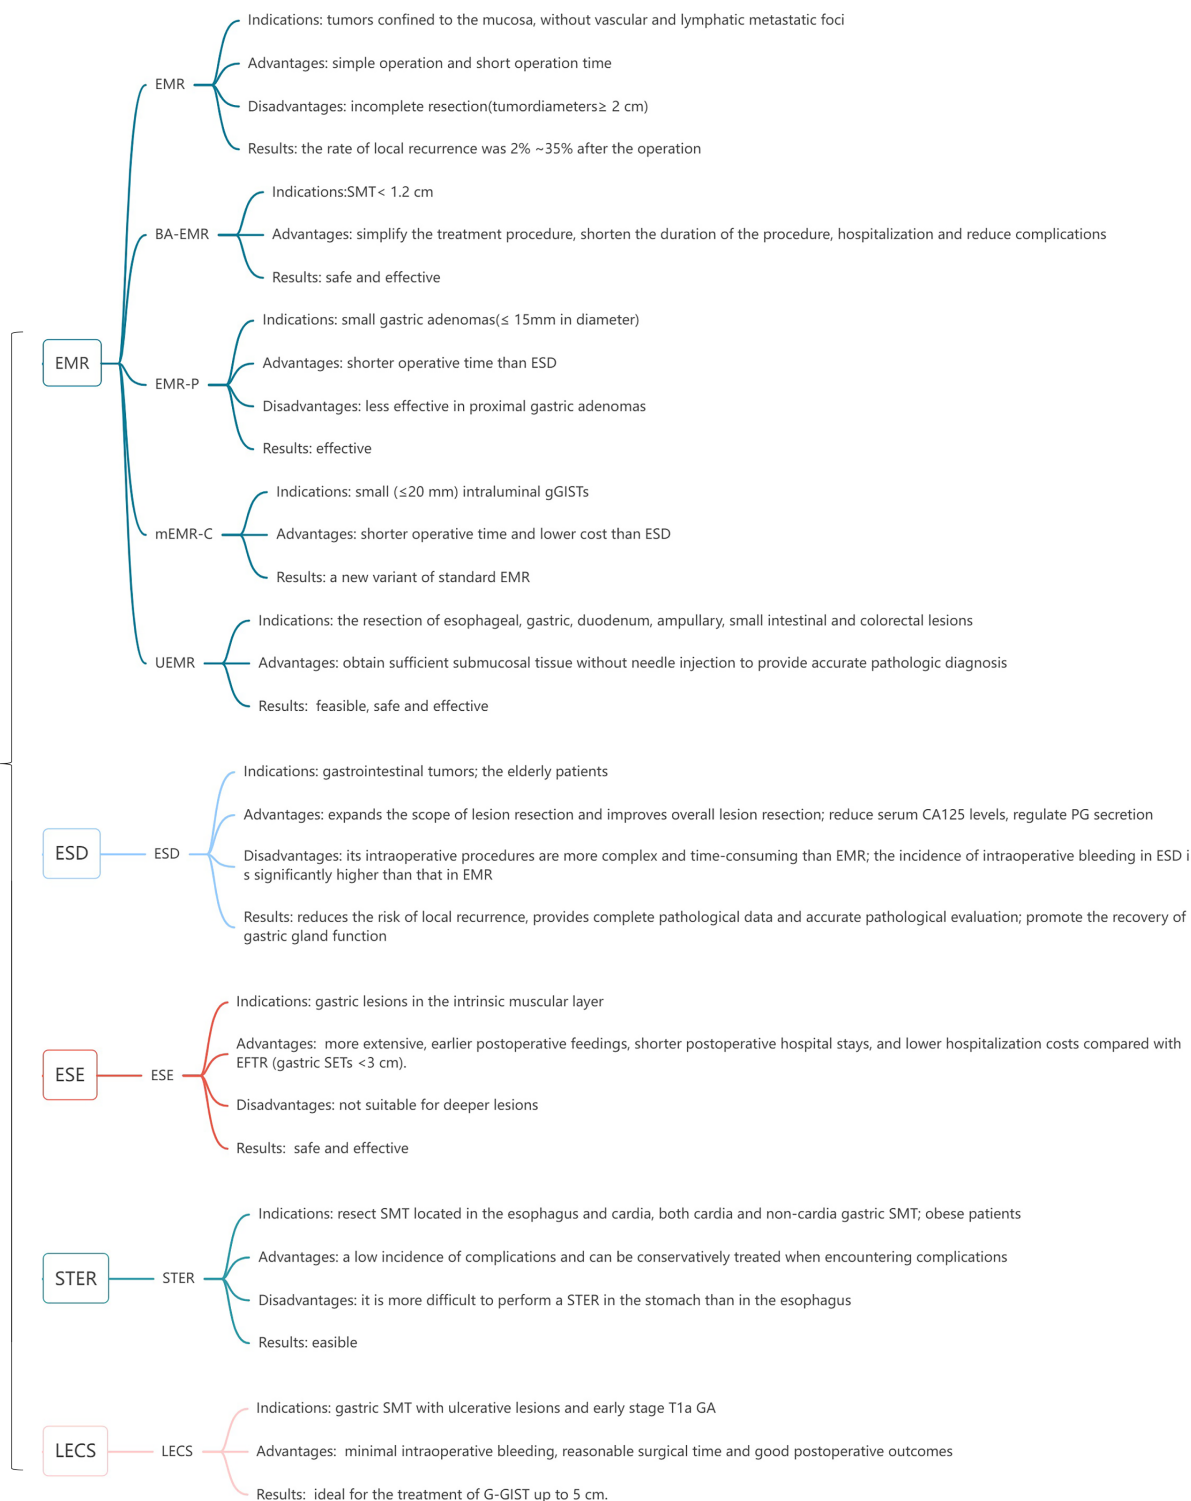 EMR
EMR
Indications: tumors confined to the mucosa, without vascular and lymphatic metastatic foci
Advantages: simple operation and short operation time
Disadvantages: incomplete resection(tumordiameters≥ 2 cm)
Results: the rate of local recurrence was 2% ~35% after the operation
BA-EMR
Indications:SMT< 1.2 cm
Advantages: simplify the treatment procedure, shorten the duration of the procedure, hospitalization and reduce complications
Results: safe and effective
EMR-P
Indications: small gastric adenomas(≤ 15mm in diameter)
Advantages: shorter operative time than ESD
Disadvantages: less effective in proximal gastric adenomas
Results: effective
mEMR-C
Indications: small (≤20 mm) intraluminal gGISTs
Advantages: shorter operative time and lower cost than ESD
Results: a new variant of standard EMR
UEMR
Indications: the resection of esophageal, gastric, duodenum, ampullary, small intestinal and colorectal lesions
Advantages: obtain sufficient submucosal tissue without needle injection to provide accurate pathologic diagnosis
Results:  feasible, safe and effective
ESD
ESD
Indications: gastrointestinal tumors; the elderly patients
Advantages: expands the scope of lesion resection and improves overall lesion resection; reduce serum CA125 levels, regulate PG secretion
Disadvantages: its intraoperative procedures are more complex and time-consuming than EMR; the incidence of intraoperative bleeding in ESD i
s significantly higher than that in EMR
Results: reduces the risk of local recurrence, provides complete pathological data and accurate pathological evaluation; promote the recovery of
gastric gland function
ESE
ESE
Indications: gastric lesions in the intrinsic muscular layer
Advantages:  more extensive, earlier postoperative feedings, shorter postoperative hospital stays, and lower hospitalization costs compared with
EFTR (gastric SETs <3 cm).
Disadvantages: not suitable for deeper lesions
Results:  safe and effective
STER
STER
Indications: resect SMT located in the esophagus and cardia, both cardia and non-cardia gastric SMT; obese patients
Advantages: a low incidence of complications and can be conservatively treated when encountering complications
Disadvantages: it is more difficult to perform a STER in the stomach than in the esophagus
Results: easible
LECS
LECS
Indications: gastric SMT with ulcerative lesions and early stage T1a GA
Advantages:  minimal intraoperative bleeding, reasonable surgical time and good postoperative outcomes
Results:  ideal for the treatment of G-GIST up to 5 cm.